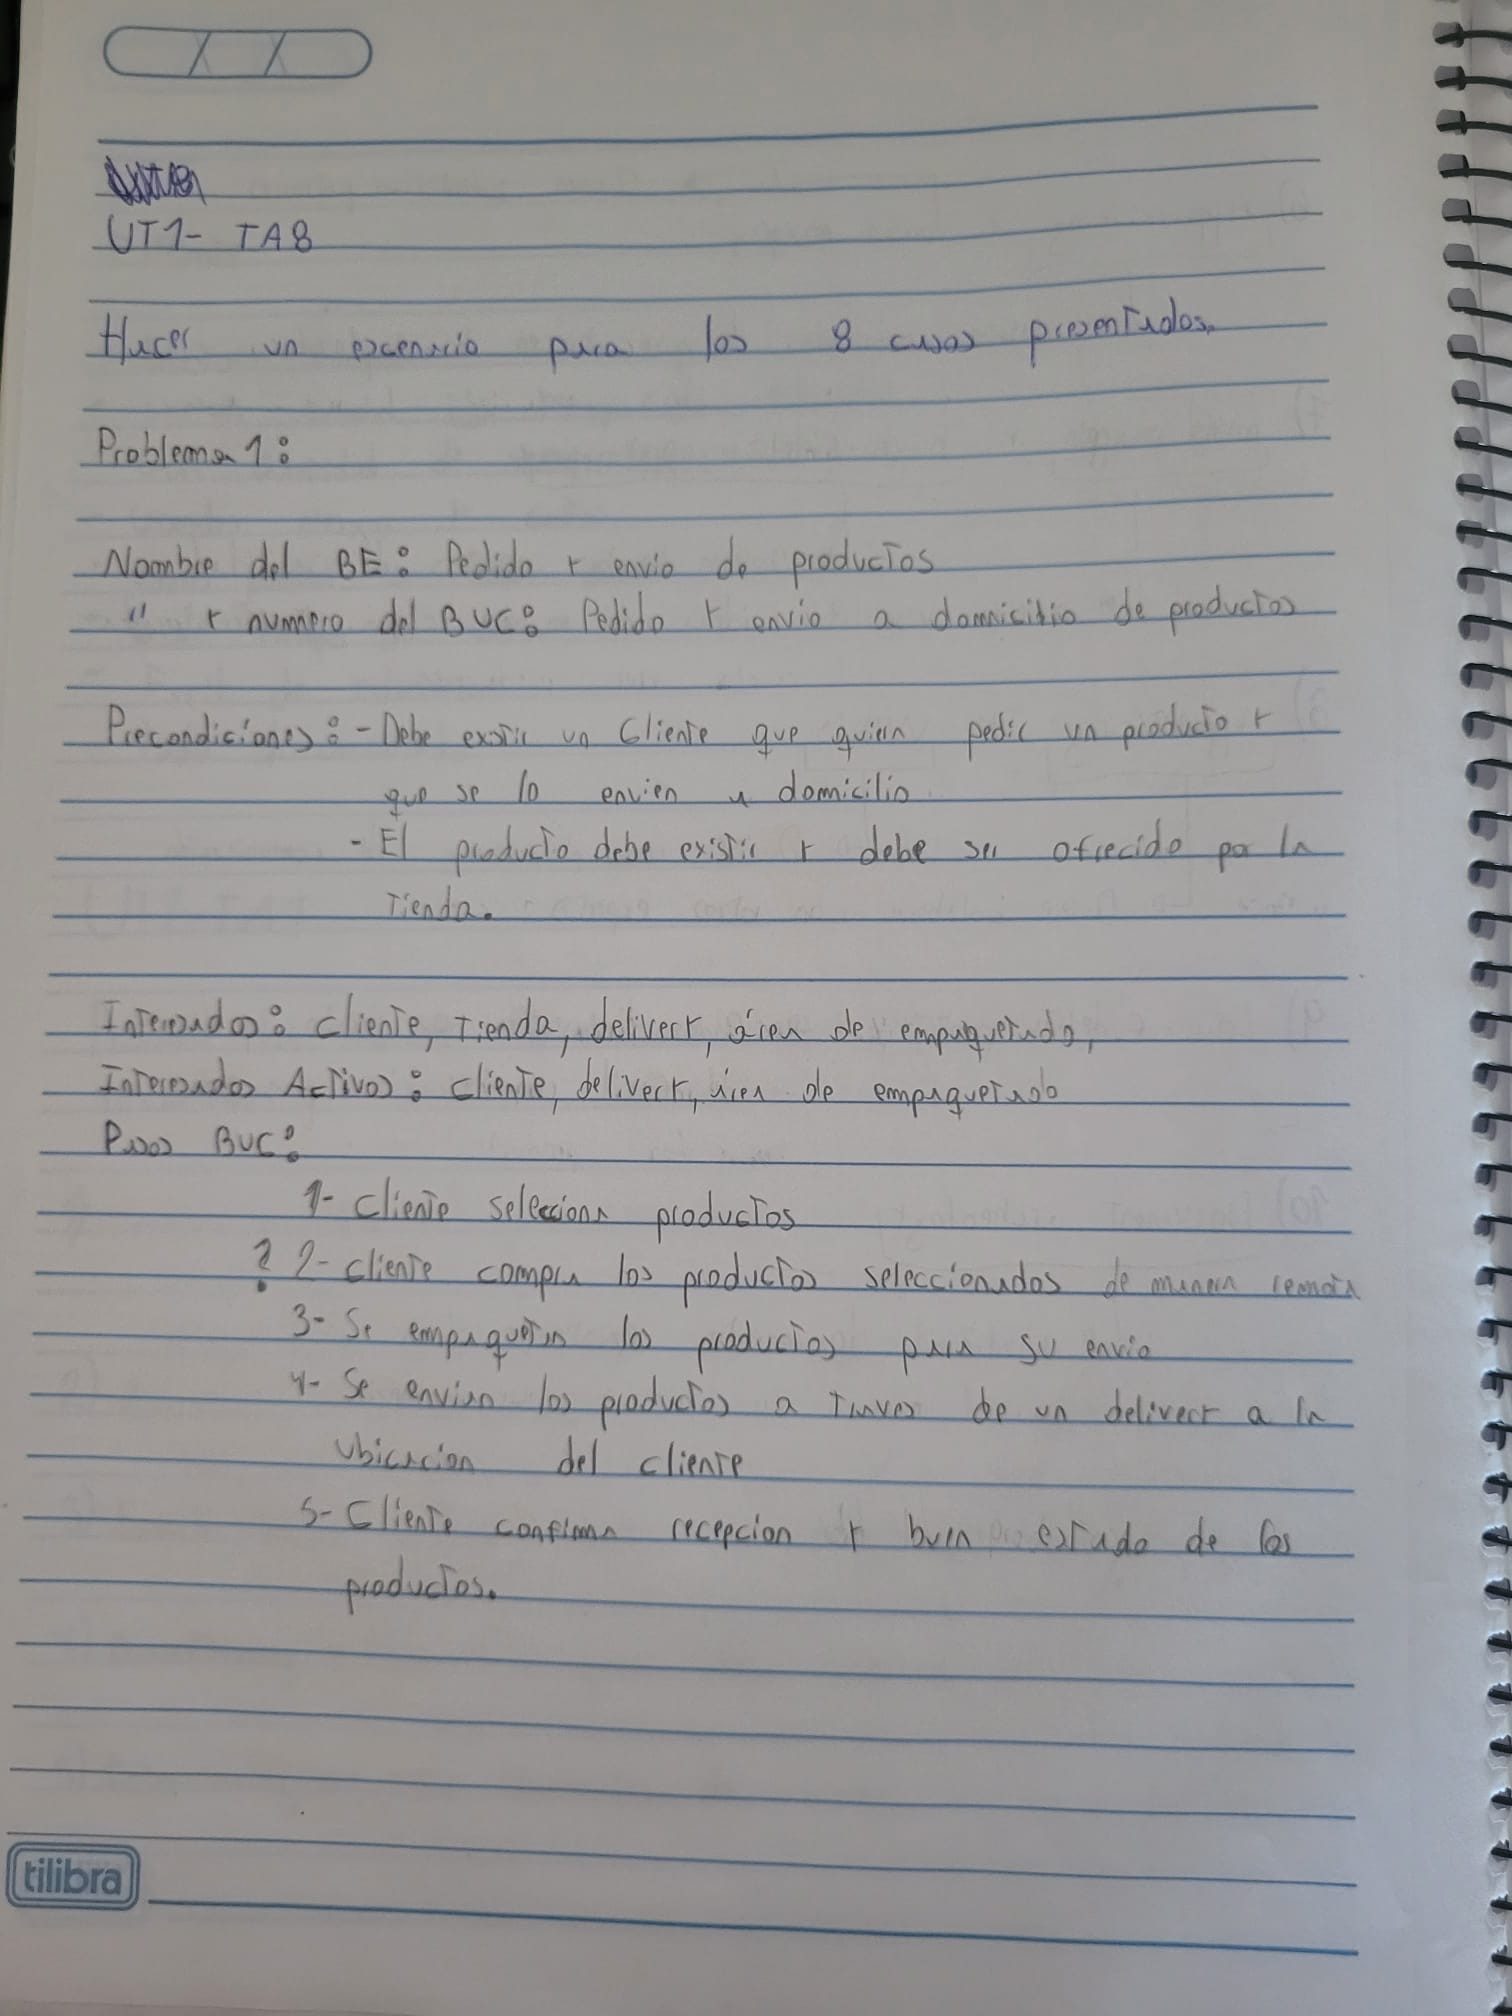 UT1- TA8
Hacer un escenario para los 8 casos presentados.
Problema 1:
Nombre del BE: Pedido y envio de productos
" y numero del BUC: Pedido y envio a domicilio de productos
Precondiciones: - Debe existir un Cliente que quiera pedir un producto y
que se lo envien a domicilio
- El producto debe existir y debe ser ofrecido por la
Tienda.
Interesados: Cliente, Tienda, delivery, área de empaquetado,
Interesados Activos: Cliente, delivery, área de empaquetado
Pasos BUC:
1- Cliente selecciona productos
? 2- Cliente compra los productos seleccionados de manera remota
3- Se empaquetan los productos para su envio
4- Se envian los productos a traves de un delivery a la
ubicacion del cliente
5- Cliente confirma recepcion y buen estado de los
productos.
tilibra